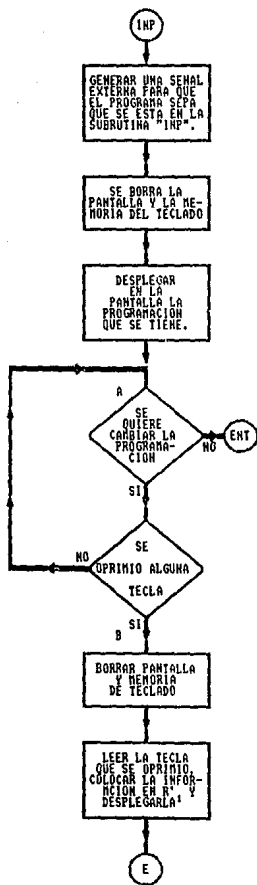 INP
GENERAR UNA SENAL
EXTERNA PARA QUE
EL PROGRAMA SEPA
QUE SE ESTA EN LA
SUBRUTINA "INP".
SE BORRA LA
PANTALLA Y LA ME-
MORIA DEL TECLADO
DESPLEGAR
EN LA
PANTALLA LA
PROGRAMACION
QUE SE TIENE.
A
SE
QUIERE
CAMBIAR LA
PROGRAMA-
CION
NO
ENT
SI
SE
OPRIMIO ALGUNA
TECLA
NO
SI
B
BORRAR PANTALLA
Y MEMORIA
DE TECLADO
LEER LA TECLA
QUE SE OPRIMIO,
COLOCAR LA INFOR-
MCION EN R' Y
DESPLEGARLA¹
E